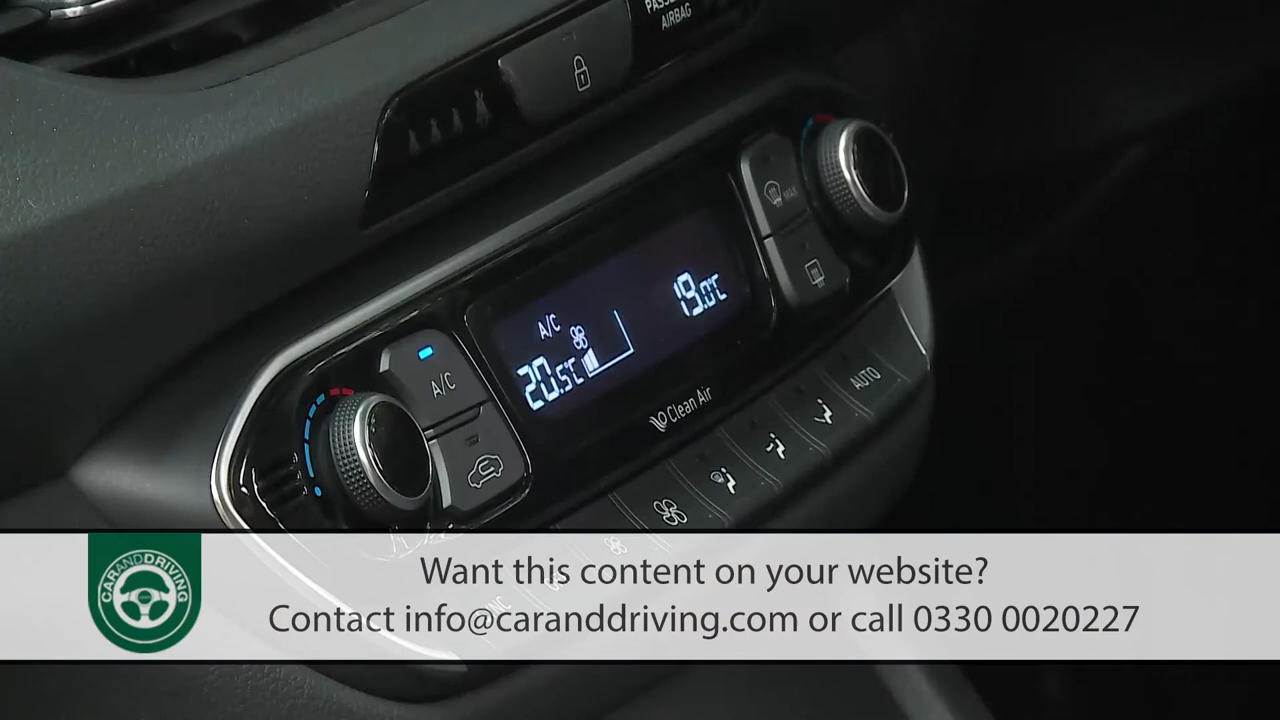 AIRBAG
MAX
A/C
20.5°C
19.0°C
A/C
Clean Air
AUTO
CARANDDRIVING
Want this content on your website?
Contact info@caranddriving.com or call 0330 0020227